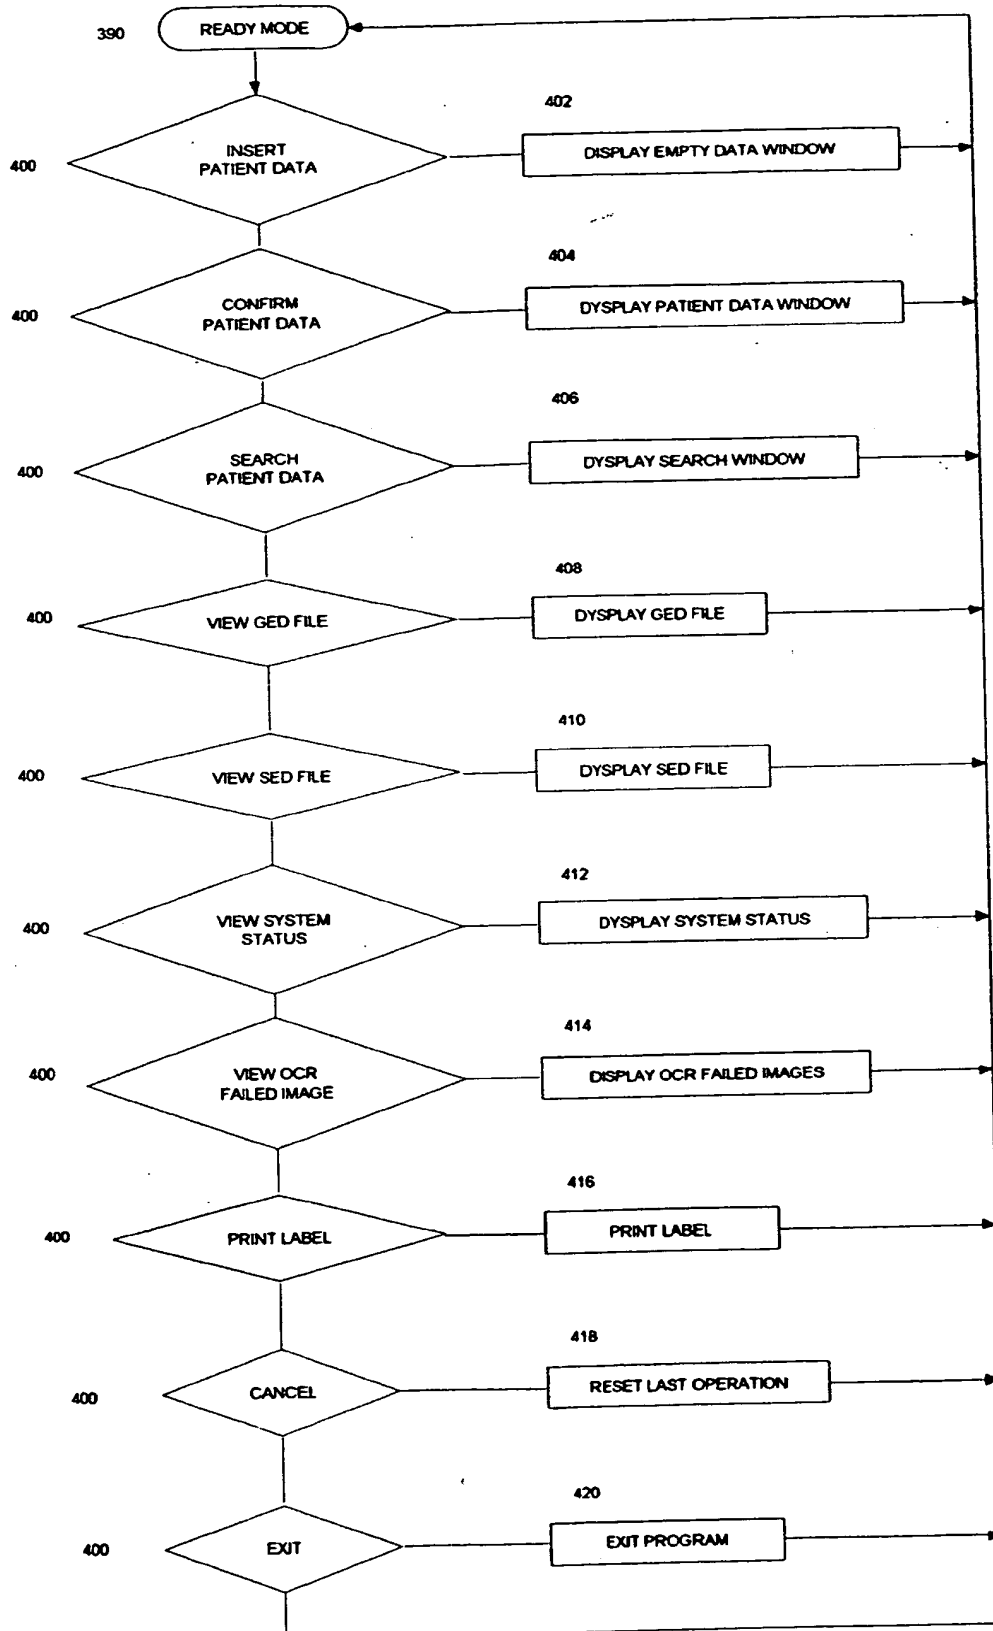 390
READY MODE
402
400
INSERT
PATIENT DATA
DISPLAY EMPTY DATA WINDOW
404
400
CONFIRM
PATIENT DATA
DYSPLAY PATIENT DATA WINDOW
406
400
SEARCH
PATIENT DATA
DYSPLAY SEARCH WINDOW
408
400
VIEW GED FILE
DYSPLAY GED FILE
410
400
VIEW SED FILE
DYSPLAY SED FILE
412
400
VIEW SYSTEM
STATUS
DYSPLAY SYSTEM STATUS
414
400
VIEW OCR
FAILED IMAGE
DISPLAY OCR FAILED IMAGES
416
400
PRINT LABEL
PRINT LABEL
418
400
CANCEL
RESET LAST OPERATION
420
400
EXIT
EXIT PROGRAM